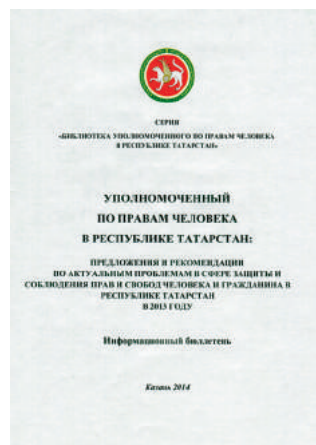 СЕРИЯ
«БИБЛИОТЕКА УПОЛНОМОЧЕННОГО ПО ПРАВАМ ЧЕЛОВЕКА
В РЕСПУБЛИКЕ ТАТАРСТАН»
УПОЛНОМОЧЕННЫЙ
ПО ПРАВАМ ЧЕЛОВЕКА
В РЕСПУБЛИКЕ ТАТАРСТАН:
ПРЕДЛОЖЕНИЯ И РЕКОМЕНДАЦИИ
ПО АКТУАЛЬНЫМ ПРОБЛЕМАМ В СФЕРЕ ЗАЩИТЫ И
СОБЛЮДЕНИЯ ПРАВ И СВОБОД ЧЕЛОВЕКА И ГРАЖДАНИНА В
РЕСПУБЛИКЕ ТАТАРСТАН
В 2013 ГОДУ
Информационный бюллетень
Казань 2014